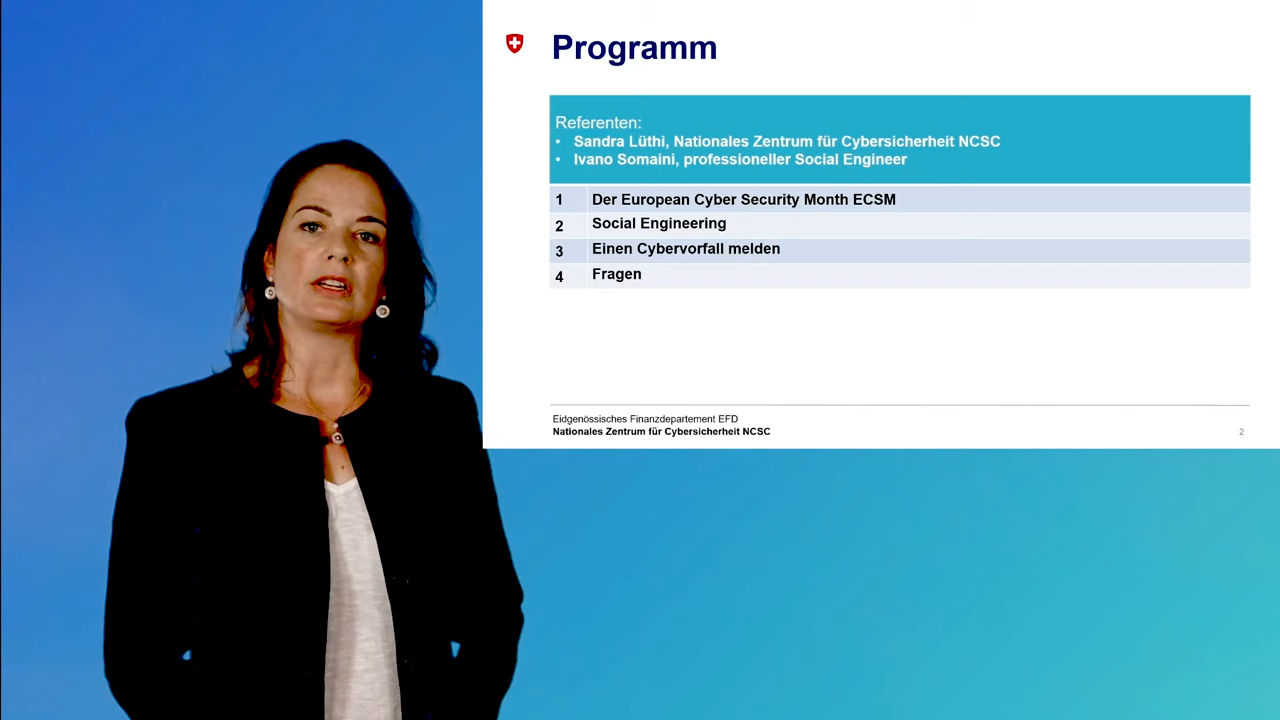 Programm
Referenten:
• Sandra Lüthi, Nationales Zentrum für Cybersicherheit NCSC
• Ivano Somaini, professioneller Social Engineer
1 Der European Cyber Security Month ECSM
2 Social Engineering
3 Einen Cybervorfall melden
4 Fragen
Eidgenössisches Finanzdepartement EFD
Nationales Zentrum für Cybersicherheit NCSC
2